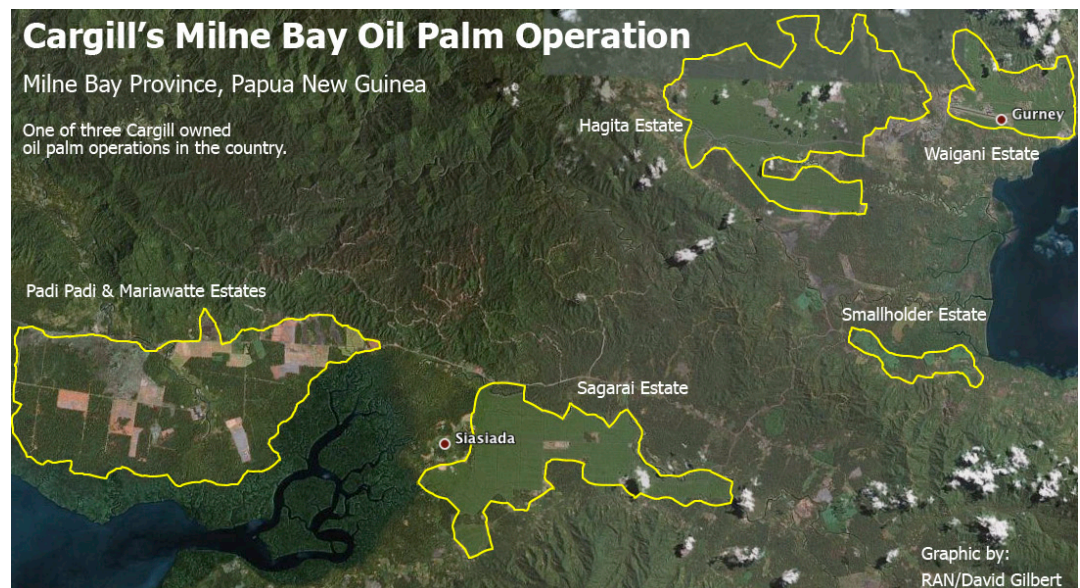 Cargill's Milne Bay Oil Palm Operation
Milne Bay Province, Papua New Guinea
One of three Cargill owned
oil palm operations in the country.
Hagita Estate
Gurney
Waigani Estate
Padi Padi & Mariawatte Estates
Smallholder Estate
Sagarai Estate
Siasiada
Graphic by:
RAN/David Gilbert